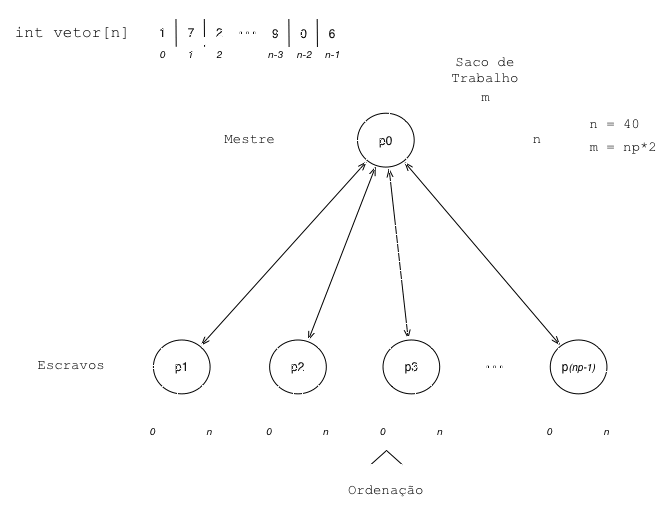 int vetor[n] 1 7 2 ... 9 0 6
0 1 2 n-3 n-2 n-1
Saco de
Trabalho
m
n = 40
Mestre p0 n
m = np*2
Escravos p1 p2 p3 ... p(np-1)
0 n 0 n 0 n 0 n
Ordenação